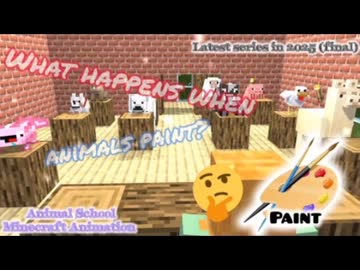 Latest series in 2025 (final)
What happens when
animals paint?
Paint
Animal School
Minecraft Animation